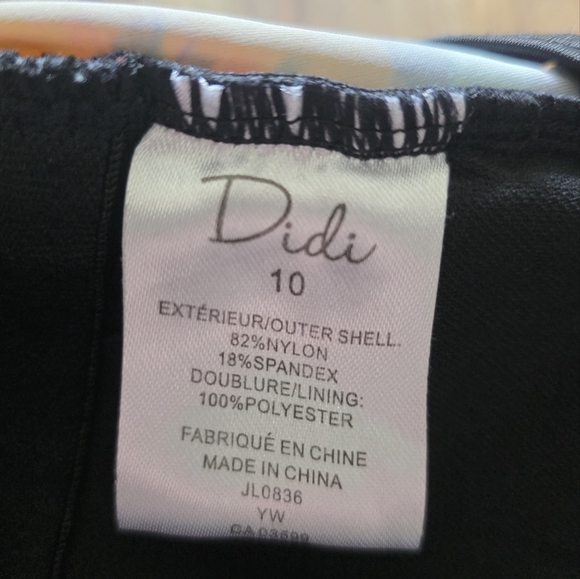 Didi
10
EXTÉRIEUR/OUTER SHELL.
82%NYLON
18%SPANDEX
DOUBLURE/LINING:
100%POLYESTER
FABRIQUÉ EN CHINE
MADE IN CHINA
JL0836
YW